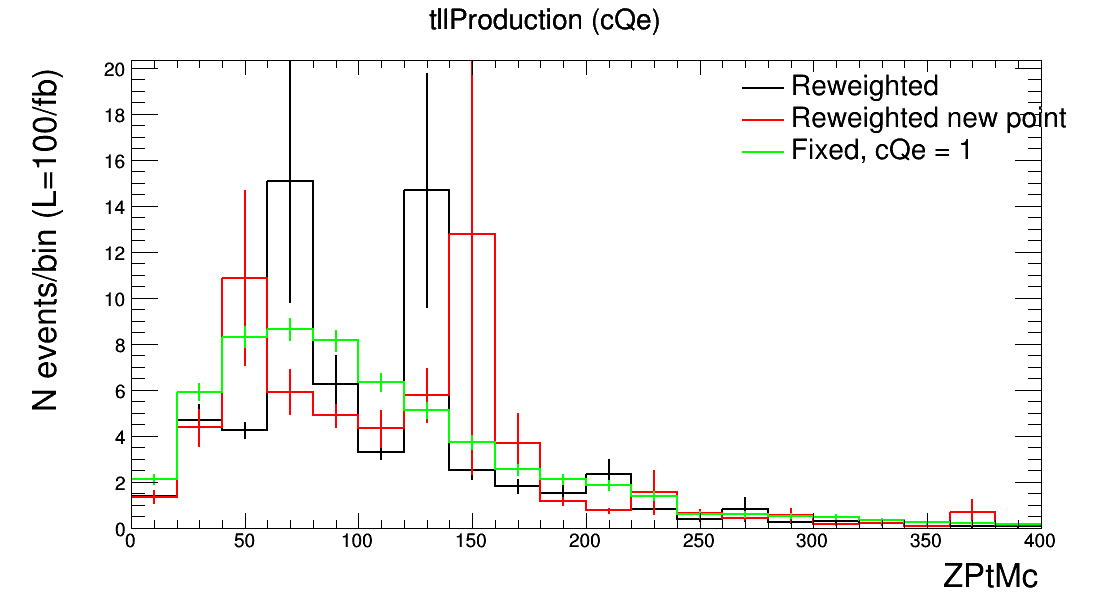 tllProduction (cQe)
N events/bin (L=100/fb)
20
18
16
14
12
10
8
6
4
2
0
Reweighted
Reweighted new point
Fixed, cQe = 1
0 50 100 150 200 250 300 350 400
ZPtMc